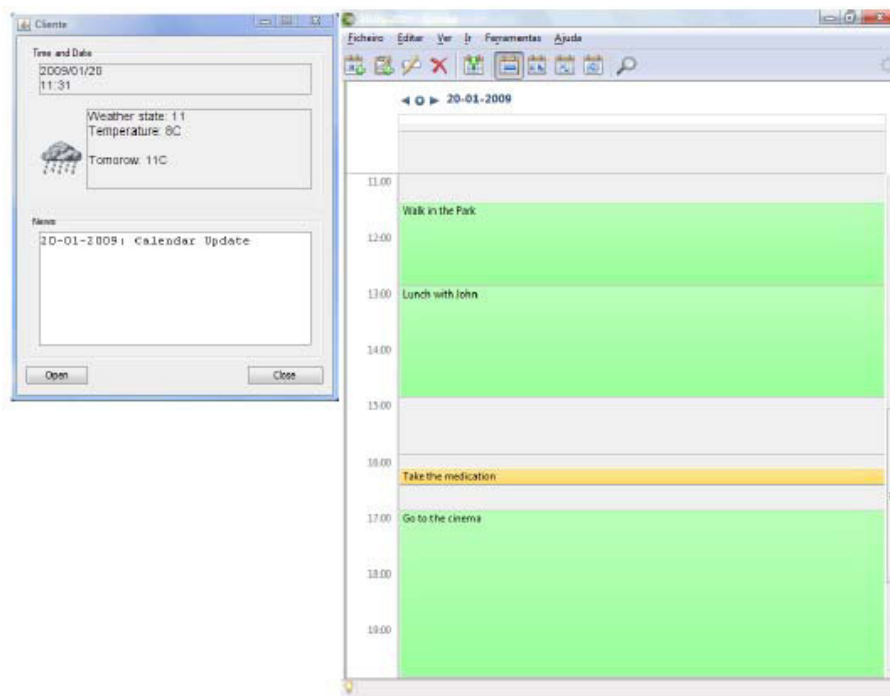 Cliente
Time and Date
2009/01/20
11:31
Weather state: 11
Temperature: 8C
Tomorow: 11C
News
20-01-2009: Calendar Update
Open
Close
Ficheiro Editar Ver Ir Ferramentas Ajuda
20-01-2009
11:00
Walk in the Park
12:00
13:00 Lunch with John
14:00
15:00
16:00
Take the medication
17:00 Go to the cinema
18:00
19:00